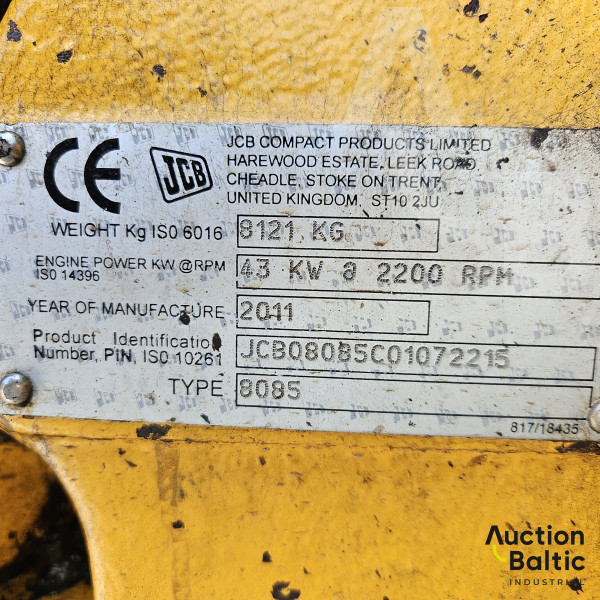 CE JCB
JCB COMPACT PRODUCTS LIMITED
HAREWOOD ESTATE, LEEK ROAD
CHEADLE, STOKE ON TRENT,
UNITED KINGDOM, ST10 2JU
WEIGHT Kg ISO 6016 8121 KG
ENGINE POWER KW @RPM
ISO 14396
43 KW @ 2200 RPM
YEAR OF MANUFACTURE 2011
Product Identification
Number, PIN, ISO 10261
JCB08085C01072215
TYPE 8085
817/18435
Auction
Baltic
INDUSTRIAL